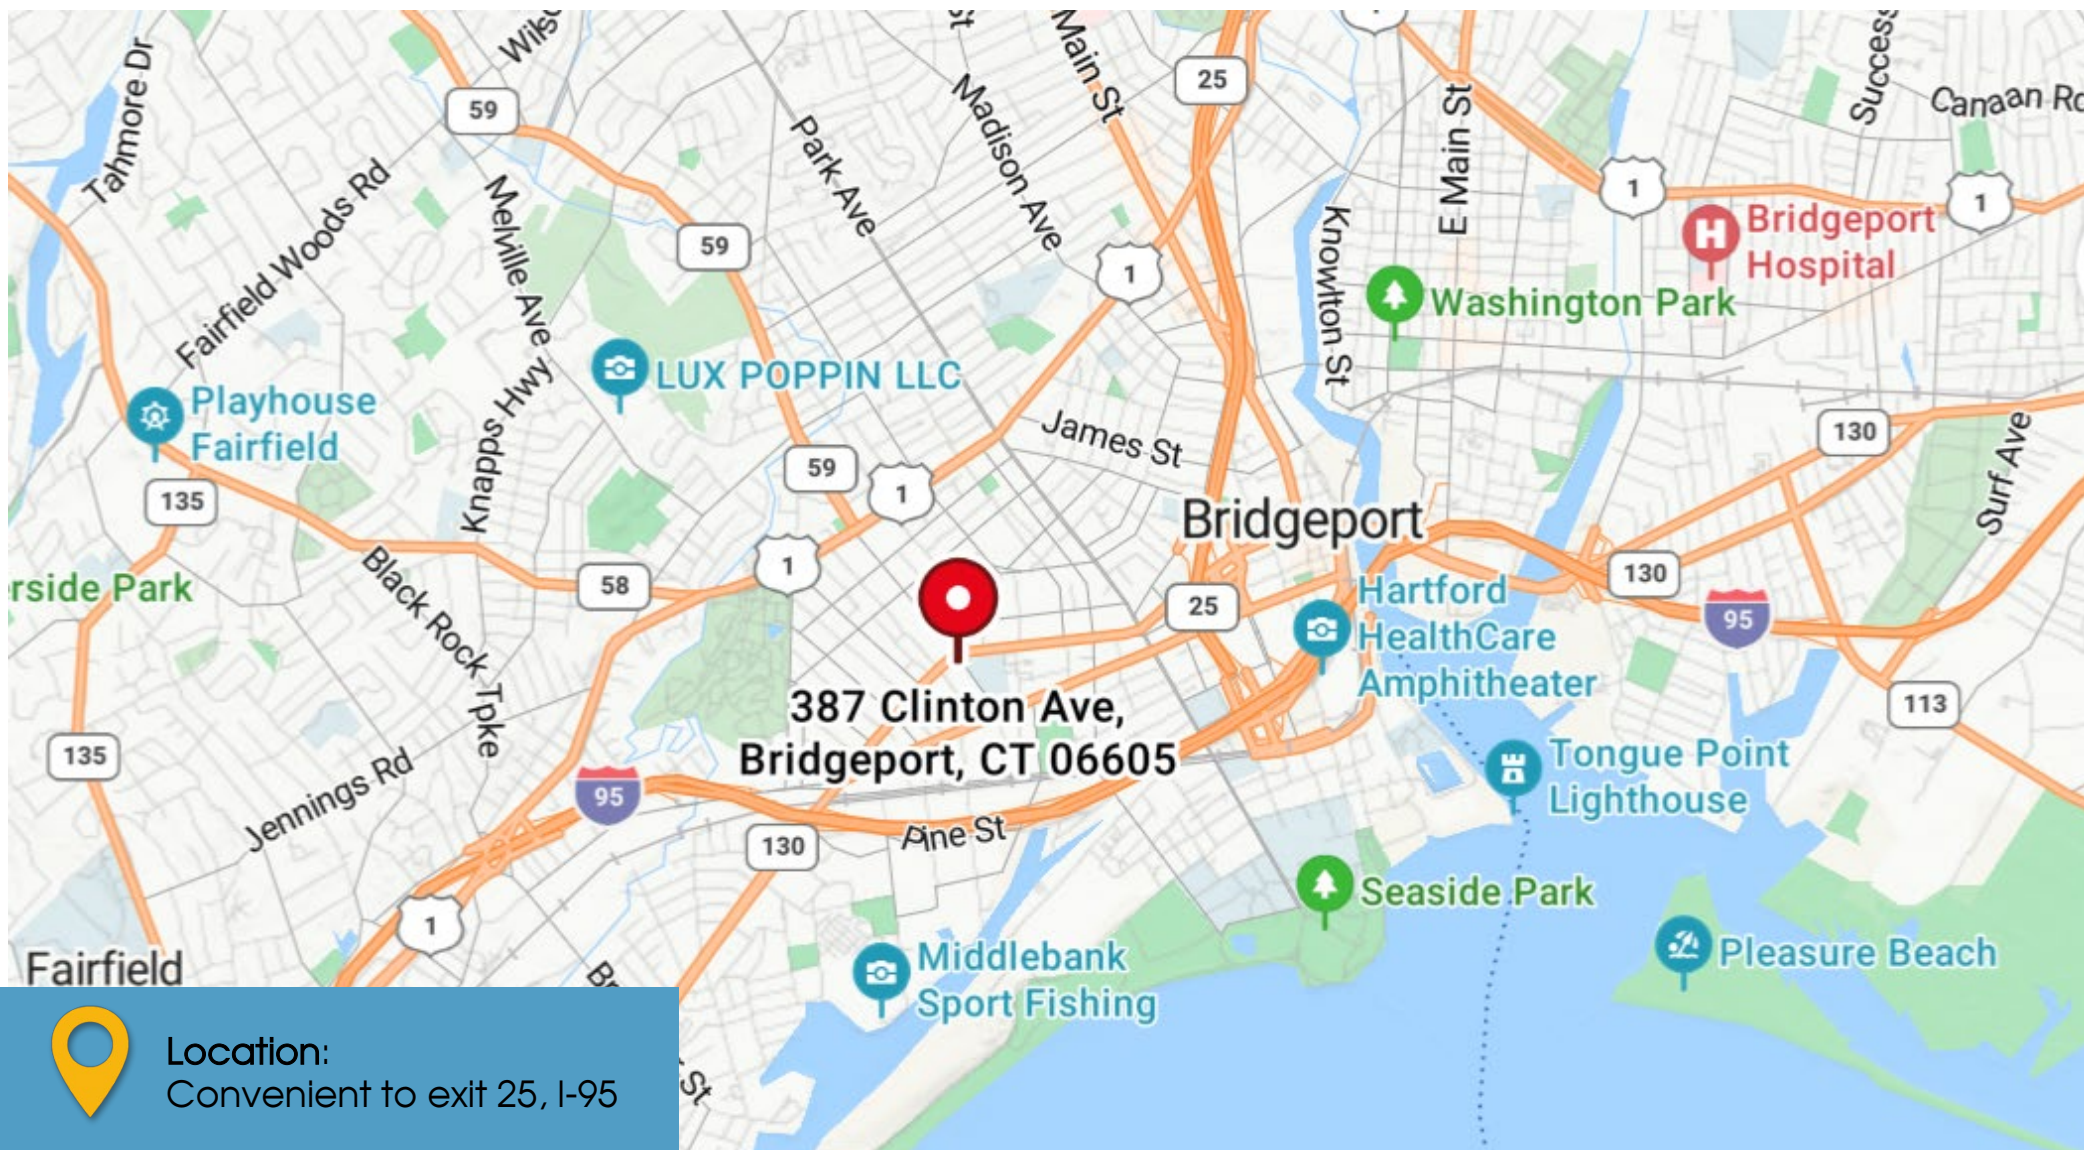 Tahmore Dr
59
Main St
Madison Ave
Park Ave
25
E Main St
Canaan Rd
Success
1
1
Bridgeport
Hospital
Fairfield Woods Rd
Melville Ave
59
1
Knowlton St
Washington Park
LUX POPPIN LLC
Playhouse
Fairfield
Knapps Hwy
James St
130
Surf Ave
135
59
1
Bridgeport
1
58
130
rside Park
Black Rock Tpke
25
Hartford
HealthCare
Amphitheater
95
387 Clinton Ave,
Bridgeport, CT 06605
113
135
Jennings Rd
95
130
Pine St
Tongue Point
Lighthouse
1
Seaside Park
Fairfield
Middlebank
Sport Fishing
Pleasure Beach
St
Location:
Convenient to exit 25, I-95